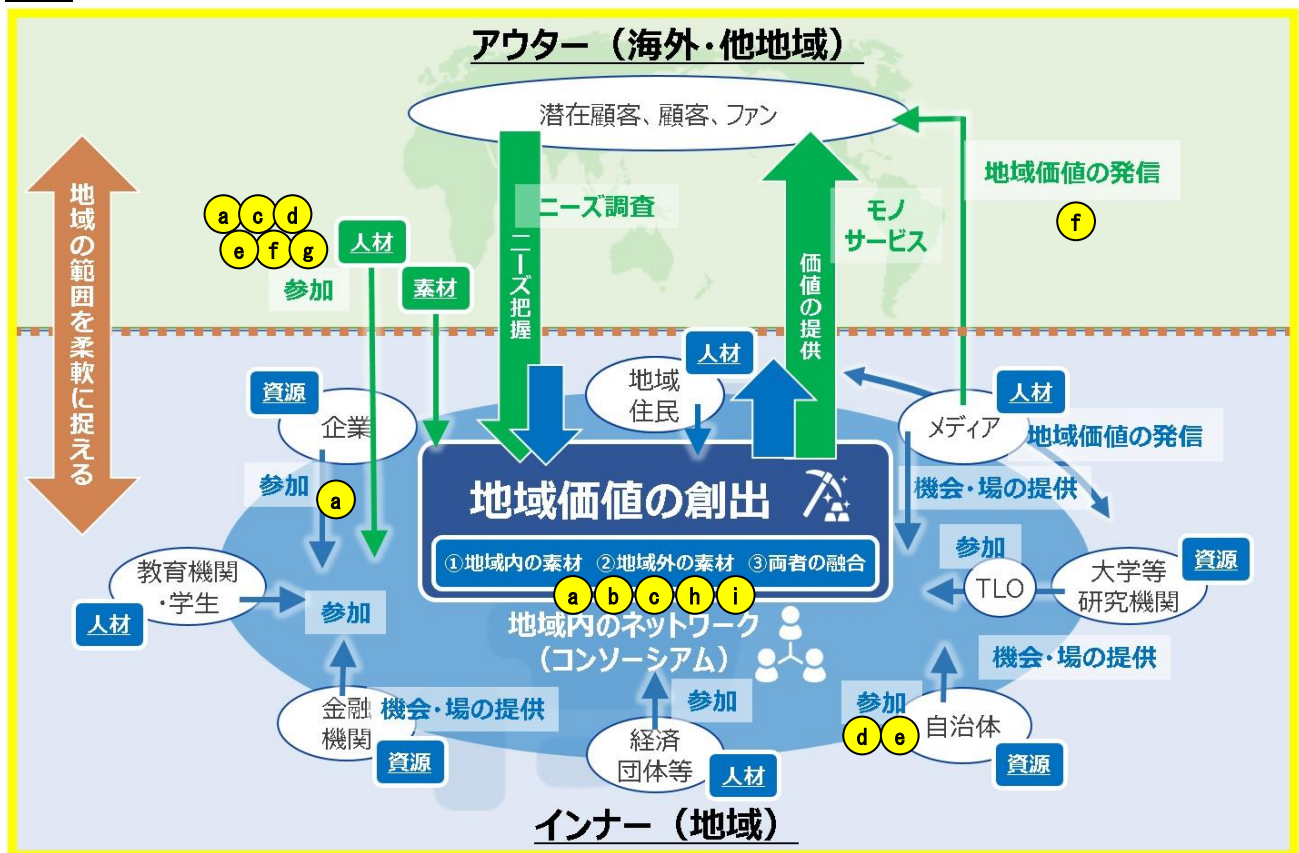 アウター（海外・他地域）
潜在顧客、顧客、ファン
地域の範囲を柔軟に捉える
a c d
e f g
人材
参加
素材
ニーズ調査
ニーズ把握
モノ
サービス
価値の提供
地域価値の発信
f
資源
企業
参加
a
地域
住民
人材
人材
メディア
地域価値の発信
機会・場の提供
地域価値の創出
①地域内の素材 ②地域外の素材 ③両者の融合
a b c h i
地域内のネットワーク
（コンソーシアム）
教育機関
・学生
人材
参加
参加
TLO
大学等
研究機関
資源
機会・場の提供
金融
機関
機会・場の提供
資源
経済
団体等
参加
人材
参加
d e
自治体
資源
インナー（地域）